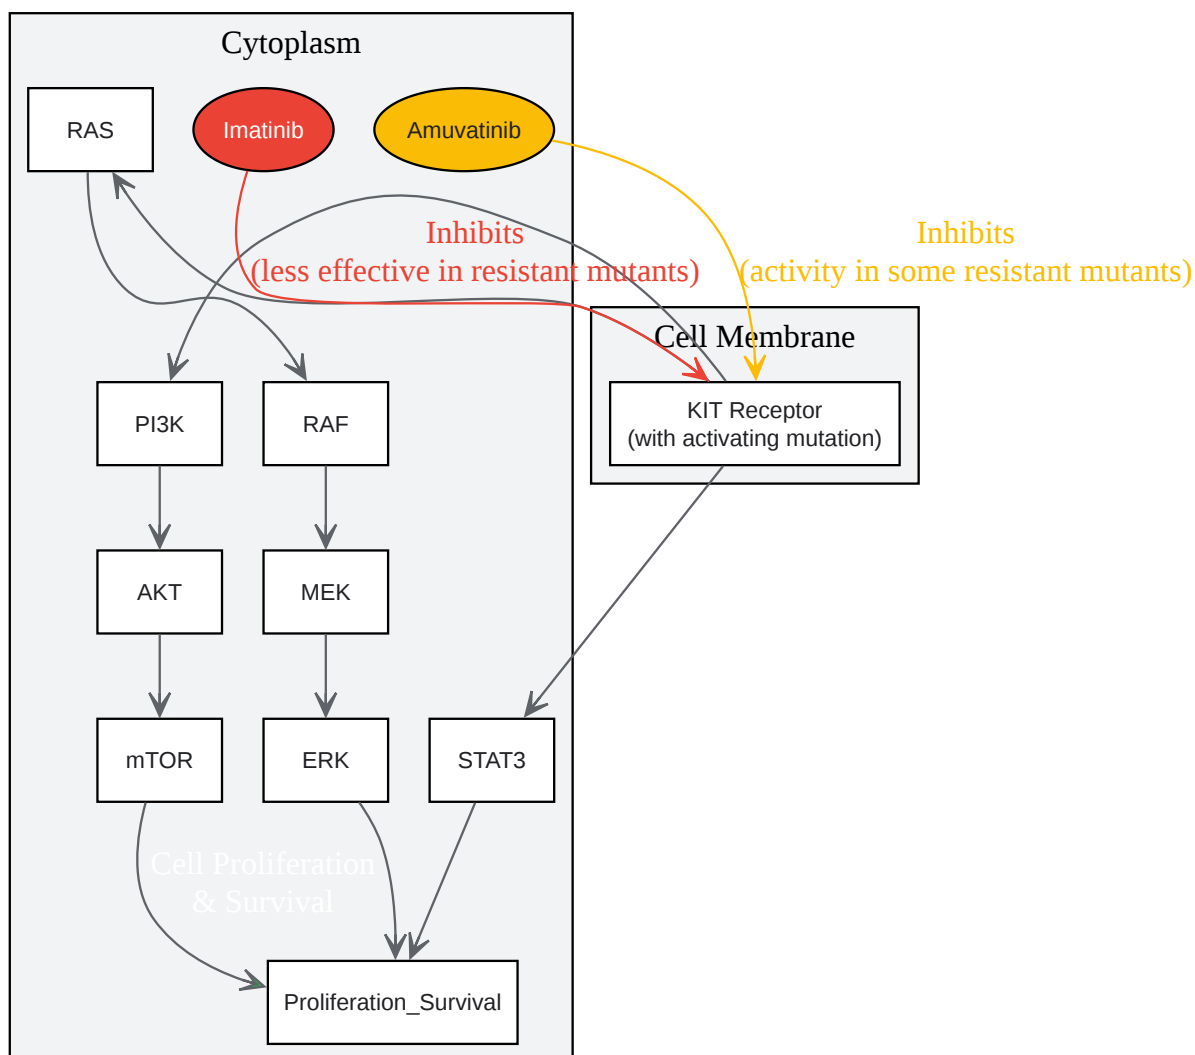 Cytoplasm
RAS
Imatinib
Amuvatinib
Inhibits
(less effective in resistant mutants)
Inhibits
(activity in some resistant mutants)
Cell Membrane
KIT Receptor
(with activating mutation)
PI3K
RAF
AKT
MEK
mTOR
ERK
STAT3
Cell Proliferation
& Survival
Proliferation_Survival